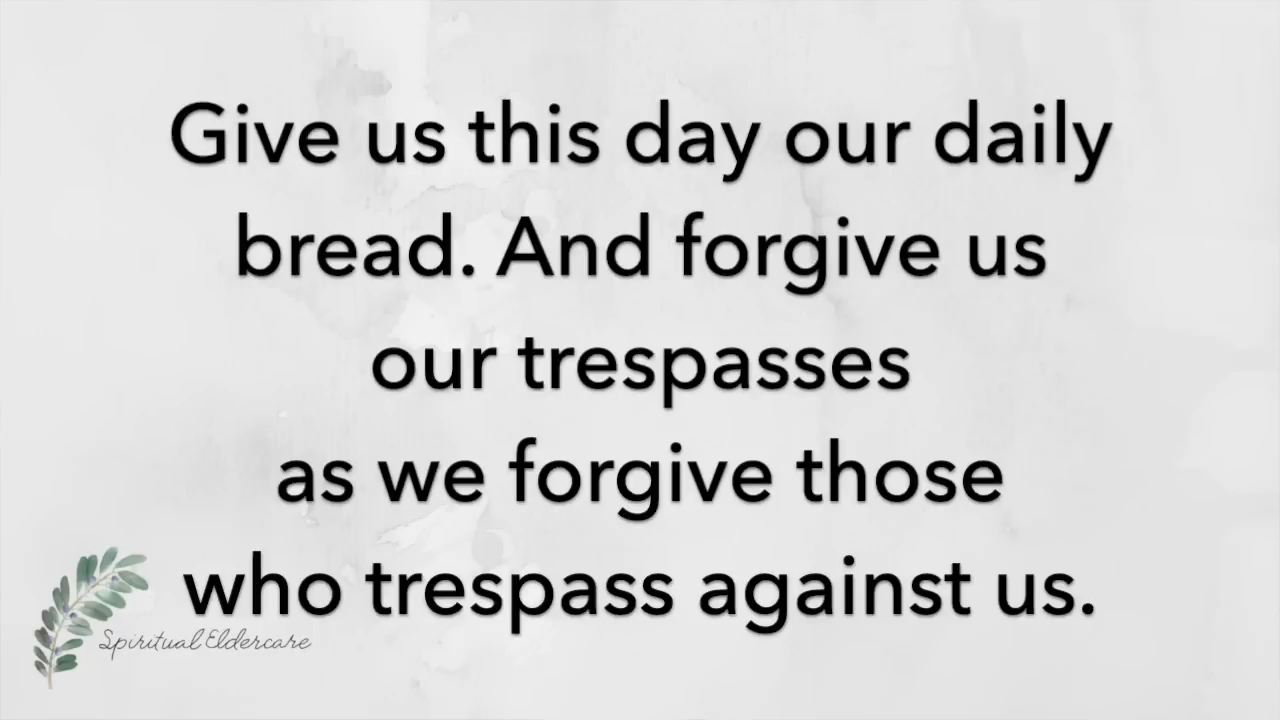 Give us this day our daily
bread. And forgive us
our trespasses
as we forgive those
who trespass against us.
Spiritual Eldercare